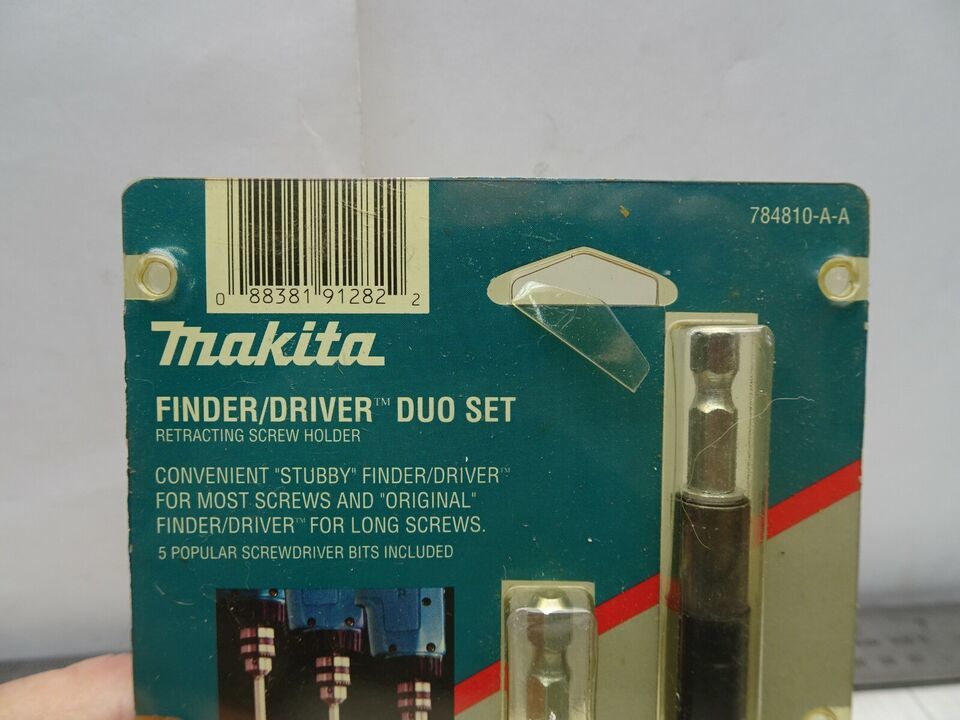 784810-A-A
0 88381 91282 2
makita
FINDER/DRIVER™ DUO SET
RETRACTING SCREW HOLDER
CONVENIENT "STUBBY" FINDER/DRIVER™
FOR MOST SCREWS AND "ORIGINAL"
FINDER/DRIVER™ FOR LONG SCREWS.
5 POPULAR SCREWDRIVER BITS INCLUDED